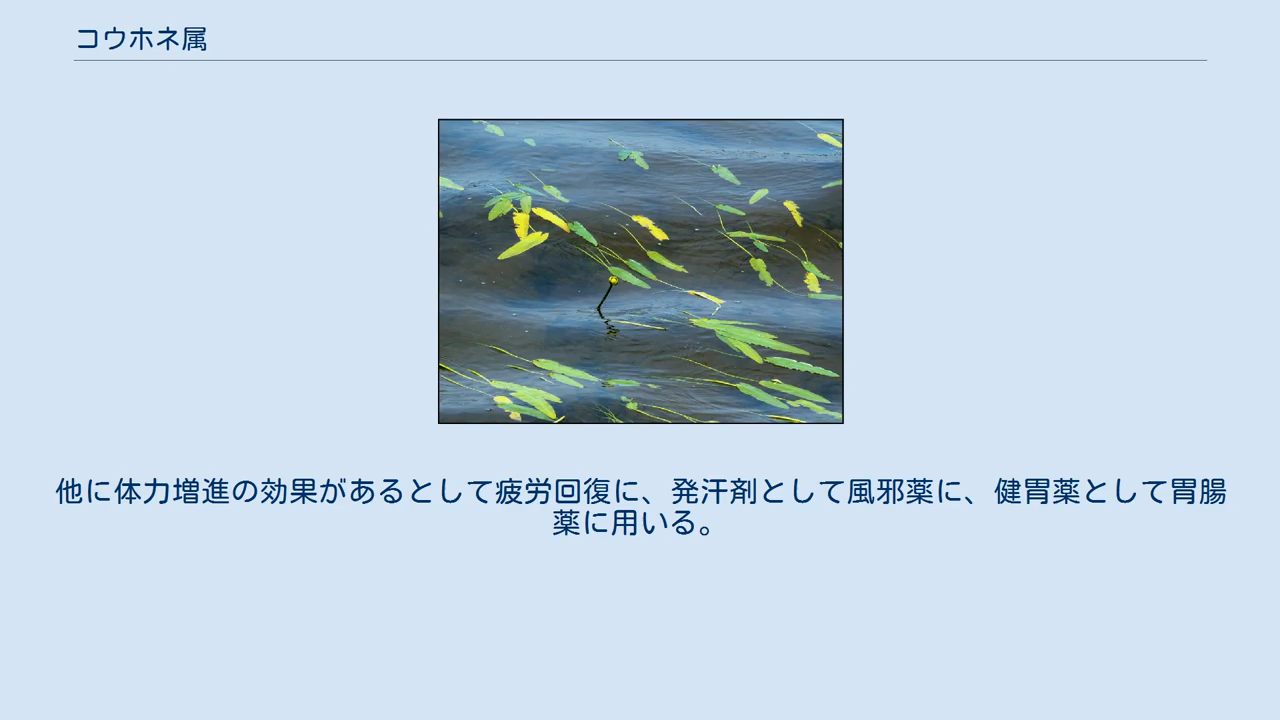 コウホネ属
他に体力増進の効果があるとして疲労回復に、発汗剤として風邪薬に、健胃薬として胃腸
薬に用いる。